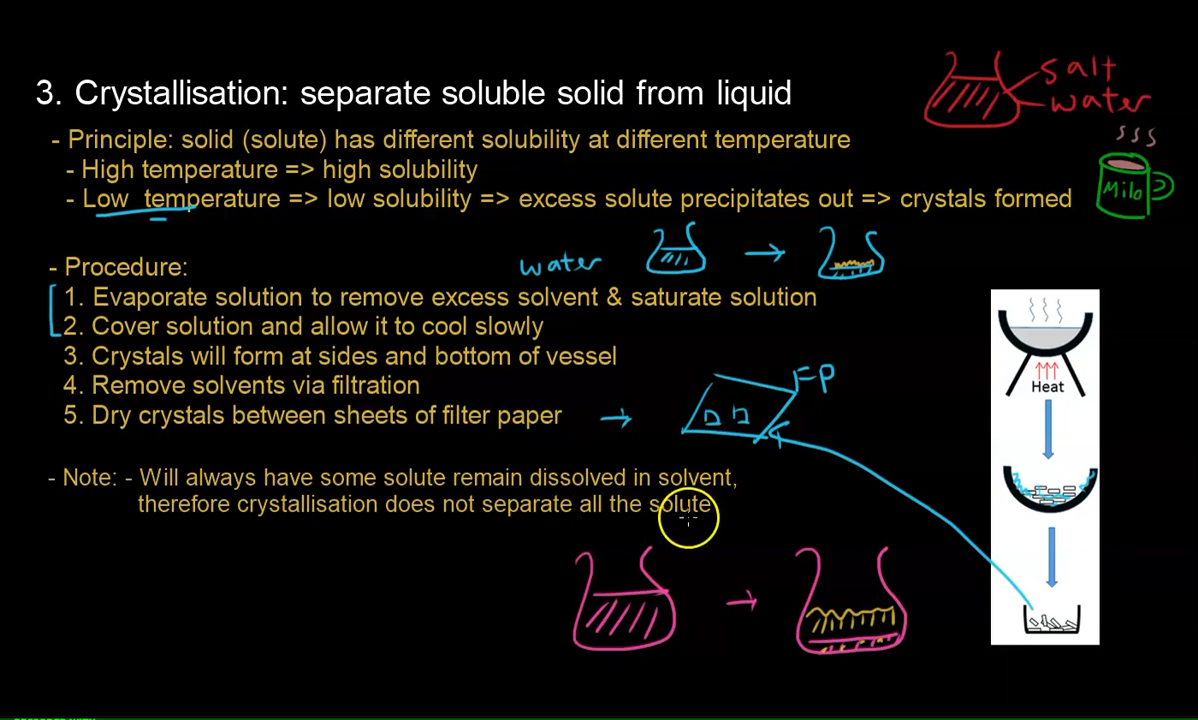 3. Crystallisation: separate soluble solid from liquid
salt
water
- Principle: solid (solute) has different solubility at different temperature
- High temperature => high solubility
- Low temperature => low solubility => excess solute precipitates out => crystals formed
Milo
- Procedure:
water
1. Evaporate solution to remove excess solvent & saturate solution
2. Cover solution and allow it to cool slowly
3. Crystals will form at sides and bottom of vessel
4. Remove solvents via filtration
5. Dry crystals between sheets of filter paper
FP
Heat
- Note: - Will always have some solute remain dissolved in solvent,
therefore crystallisation does not separate all the solute